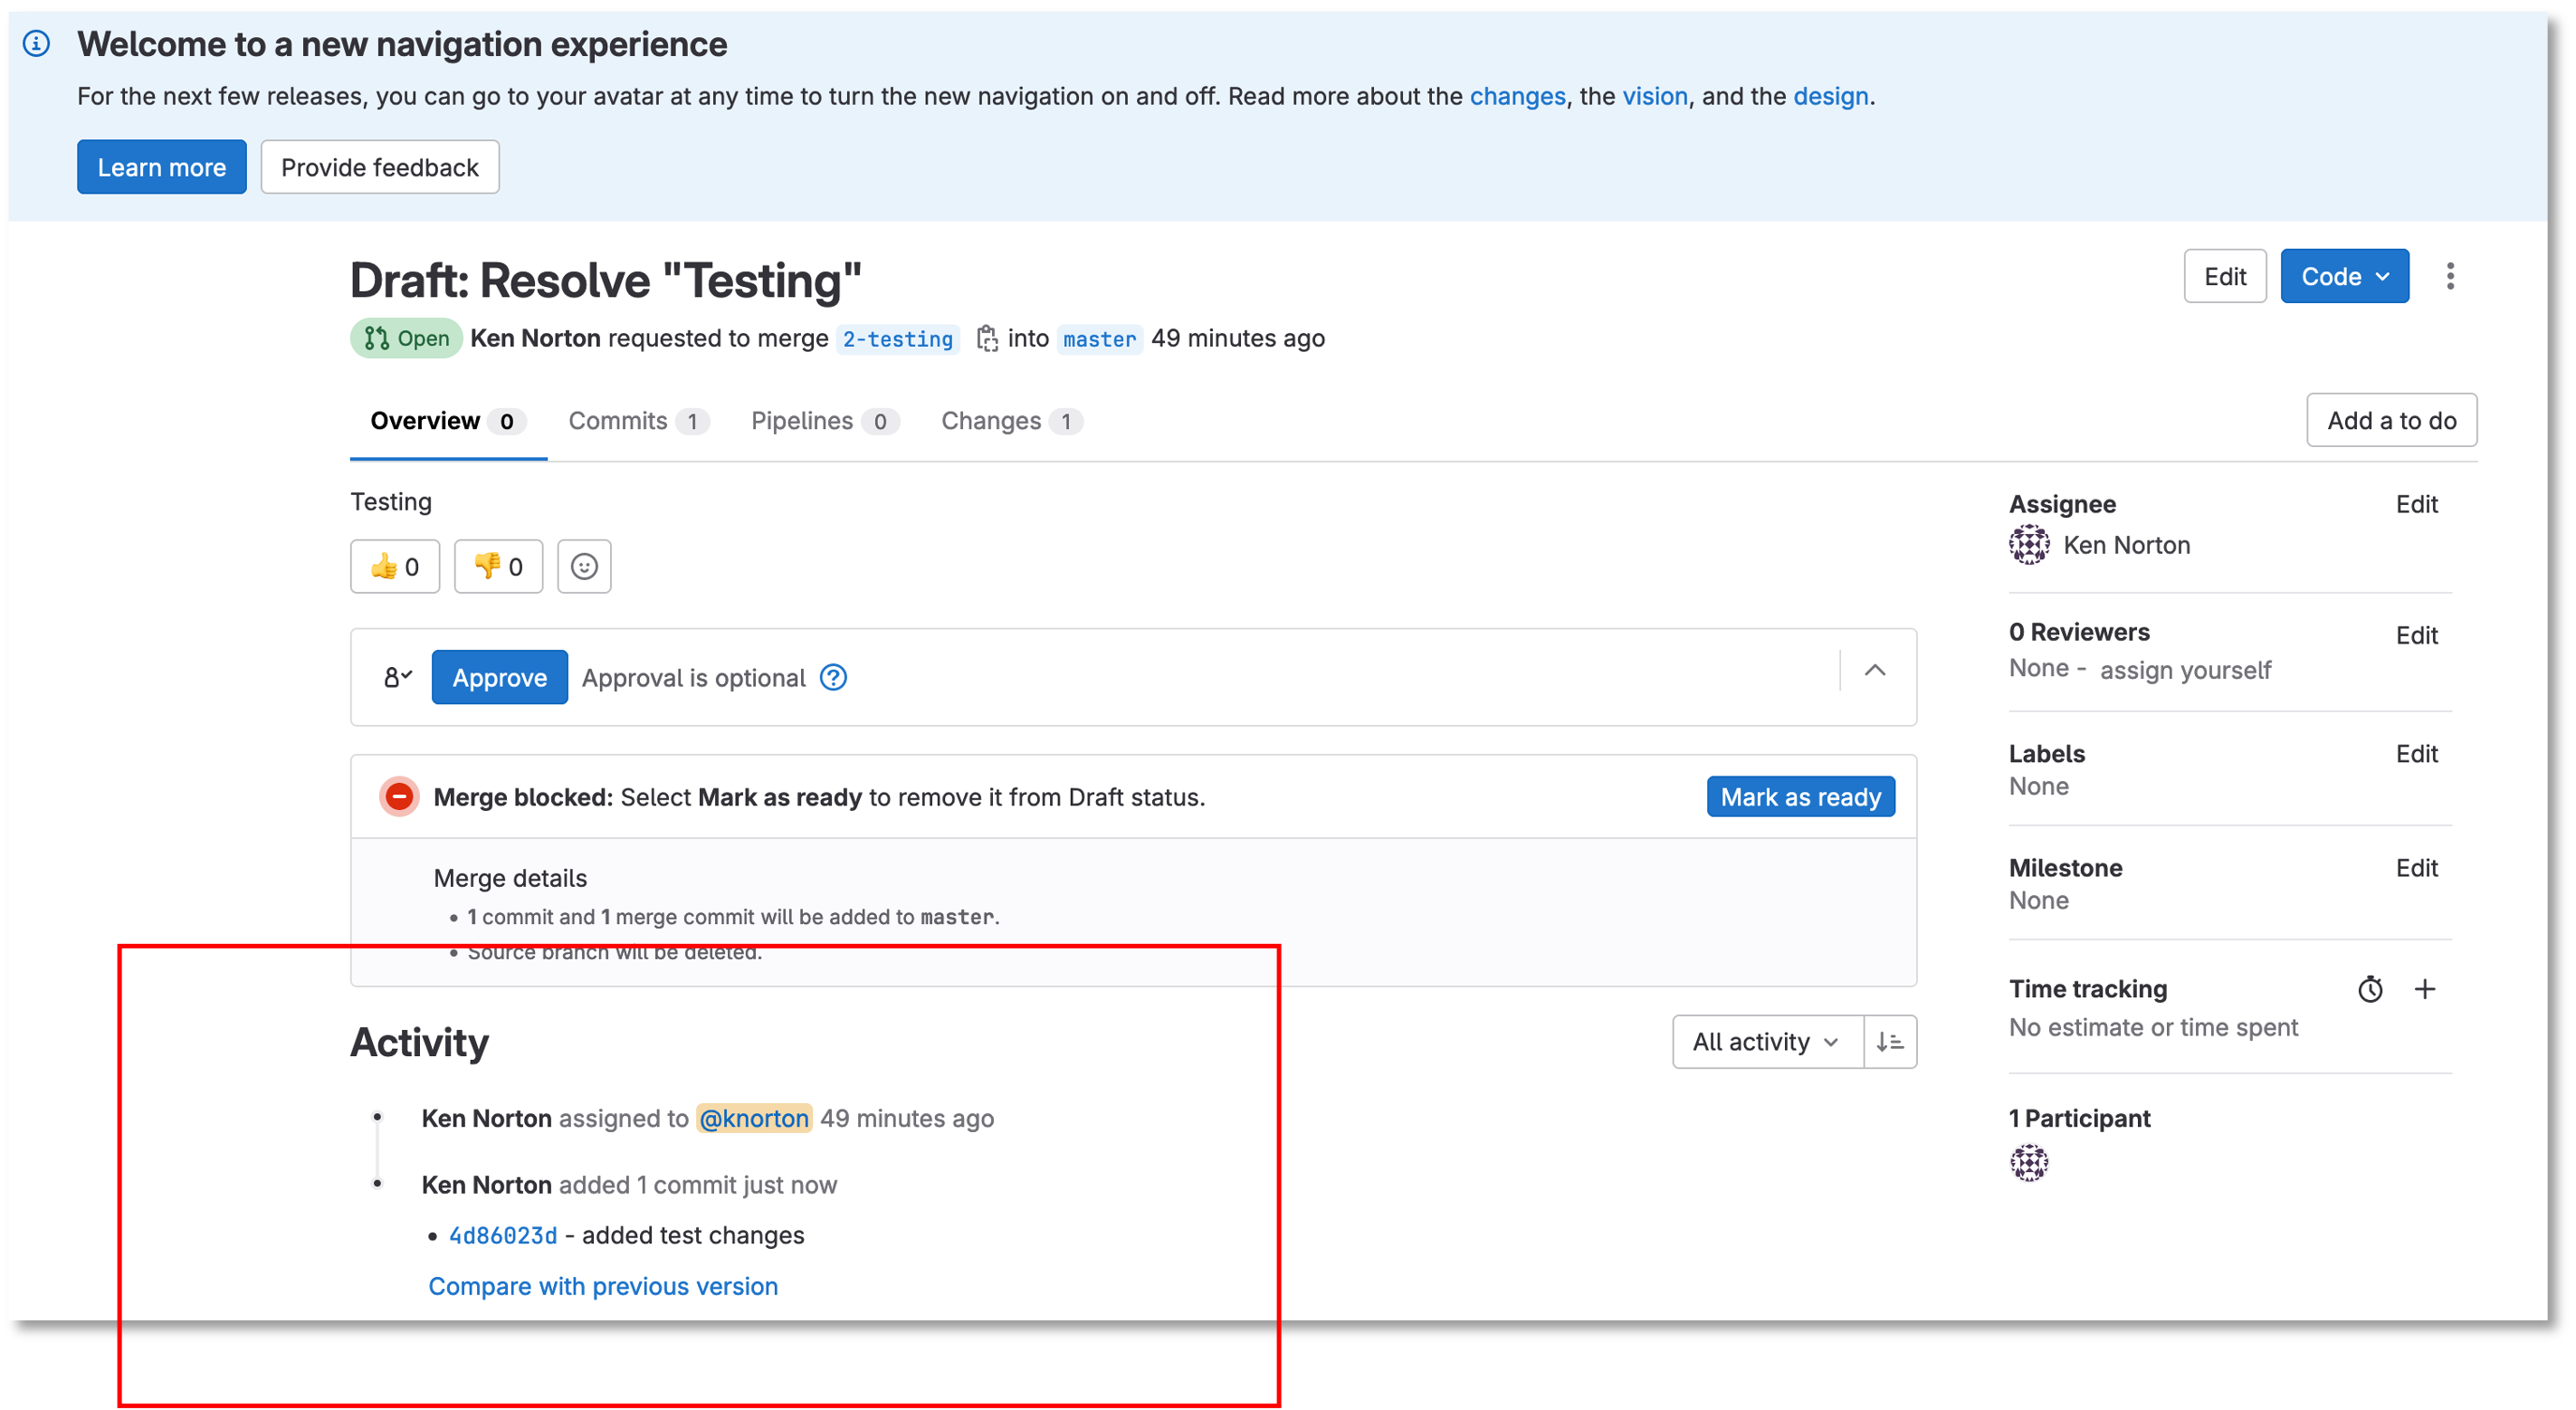 Welcome to a new navigation experience
For the next few releases, you can go to your avatar at any time to turn the new navigation on and off. Read more about the changes, the vision, and the design.
Learn more Provide feedback
Draft: Resolve "Testing"
Edit Code
Open Ken Norton requested to merge 2-testing into master 49 minutes ago
Overview 0 Commits 1 Pipelines 0 Changes 1
Add a to do
Testing
👍 0 👎 0
Approve Approval is optional
Merge blocked: Select Mark as ready to remove it from Draft status.
Mark as ready
Merge details
• 1 commit and 1 merge commit will be added to master.
• Source branch will be deleted.
Activity
All activity
Ken Norton assigned to @knorton 49 minutes ago
Ken Norton added 1 commit just now
• 4d86023d - added test changes
Compare with previous version
Assignee Edit
Ken Norton
0 Reviewers Edit
None - assign yourself
Labels Edit
None
Milestone Edit
None
Time tracking
No estimate or time spent
1 Participant